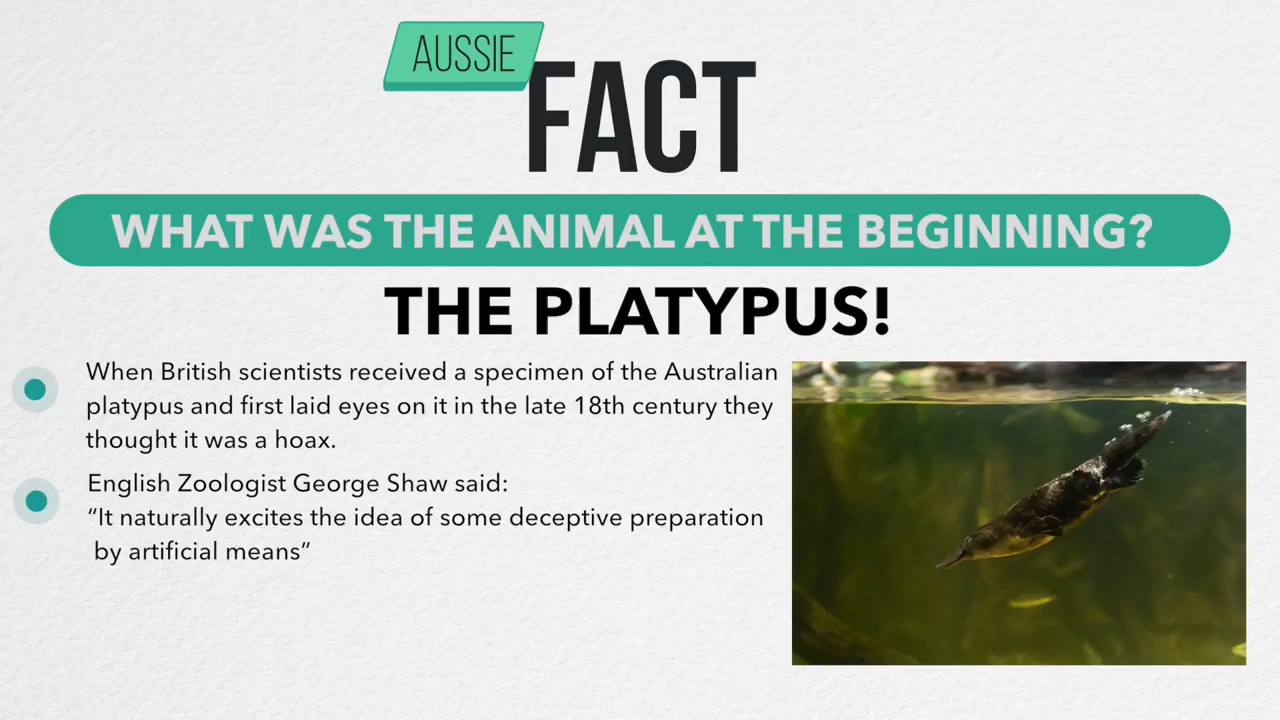 AUSSIE
FACT
WHAT WAS THE ANIMAL AT THE BEGINNING?
THE PLATYPUS!
When British scientists received a specimen of the Australian
platypus and first laid eyes on it in the late 18th century they
thought it was a hoax.
English Zoologist George Shaw said:
“It naturally excites the idea of some deceptive preparation
by artificial means”